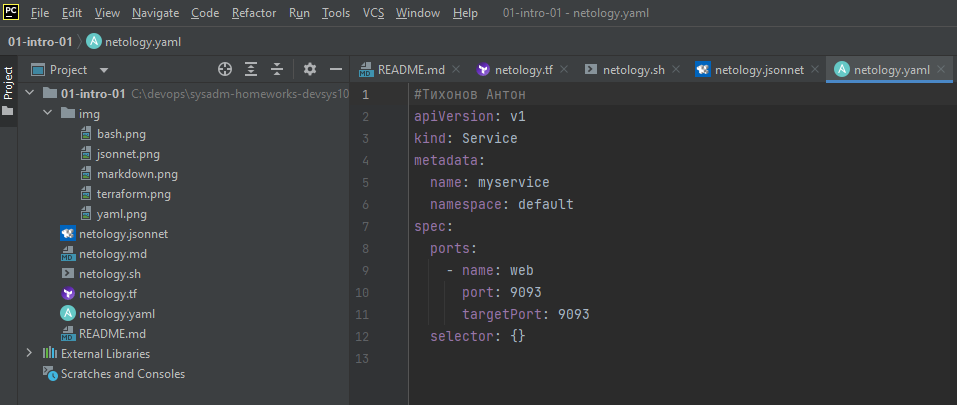 PC File Edit View Navigate Code Refactor Run Tools VCS Window Help 01-intro-01 - netology.yaml
01-intro-01 netology.yaml
Project
Project
01-intro-01 C:\devops\sysadm-homeworks-devsys10
img
bash.png
jsonnet.png
markdown.png
terraform.png
yaml.png
netology.jsonnet
netology.md
netology.sh
netology.tf
netology.yaml
README.md
External Libraries
Scratches and Consoles
README.md netology.tf netology.sh netology.jsonnet netology.yaml
1 #Тихонов Антон
2 apiVersion: v1
3 kind: Service
4 metadata:
5   name: myservice
6   namespace: default
7 spec:
8   ports:
9     - name: web
10       port: 9093
11       targetPort: 9093
12   selector: {}
13